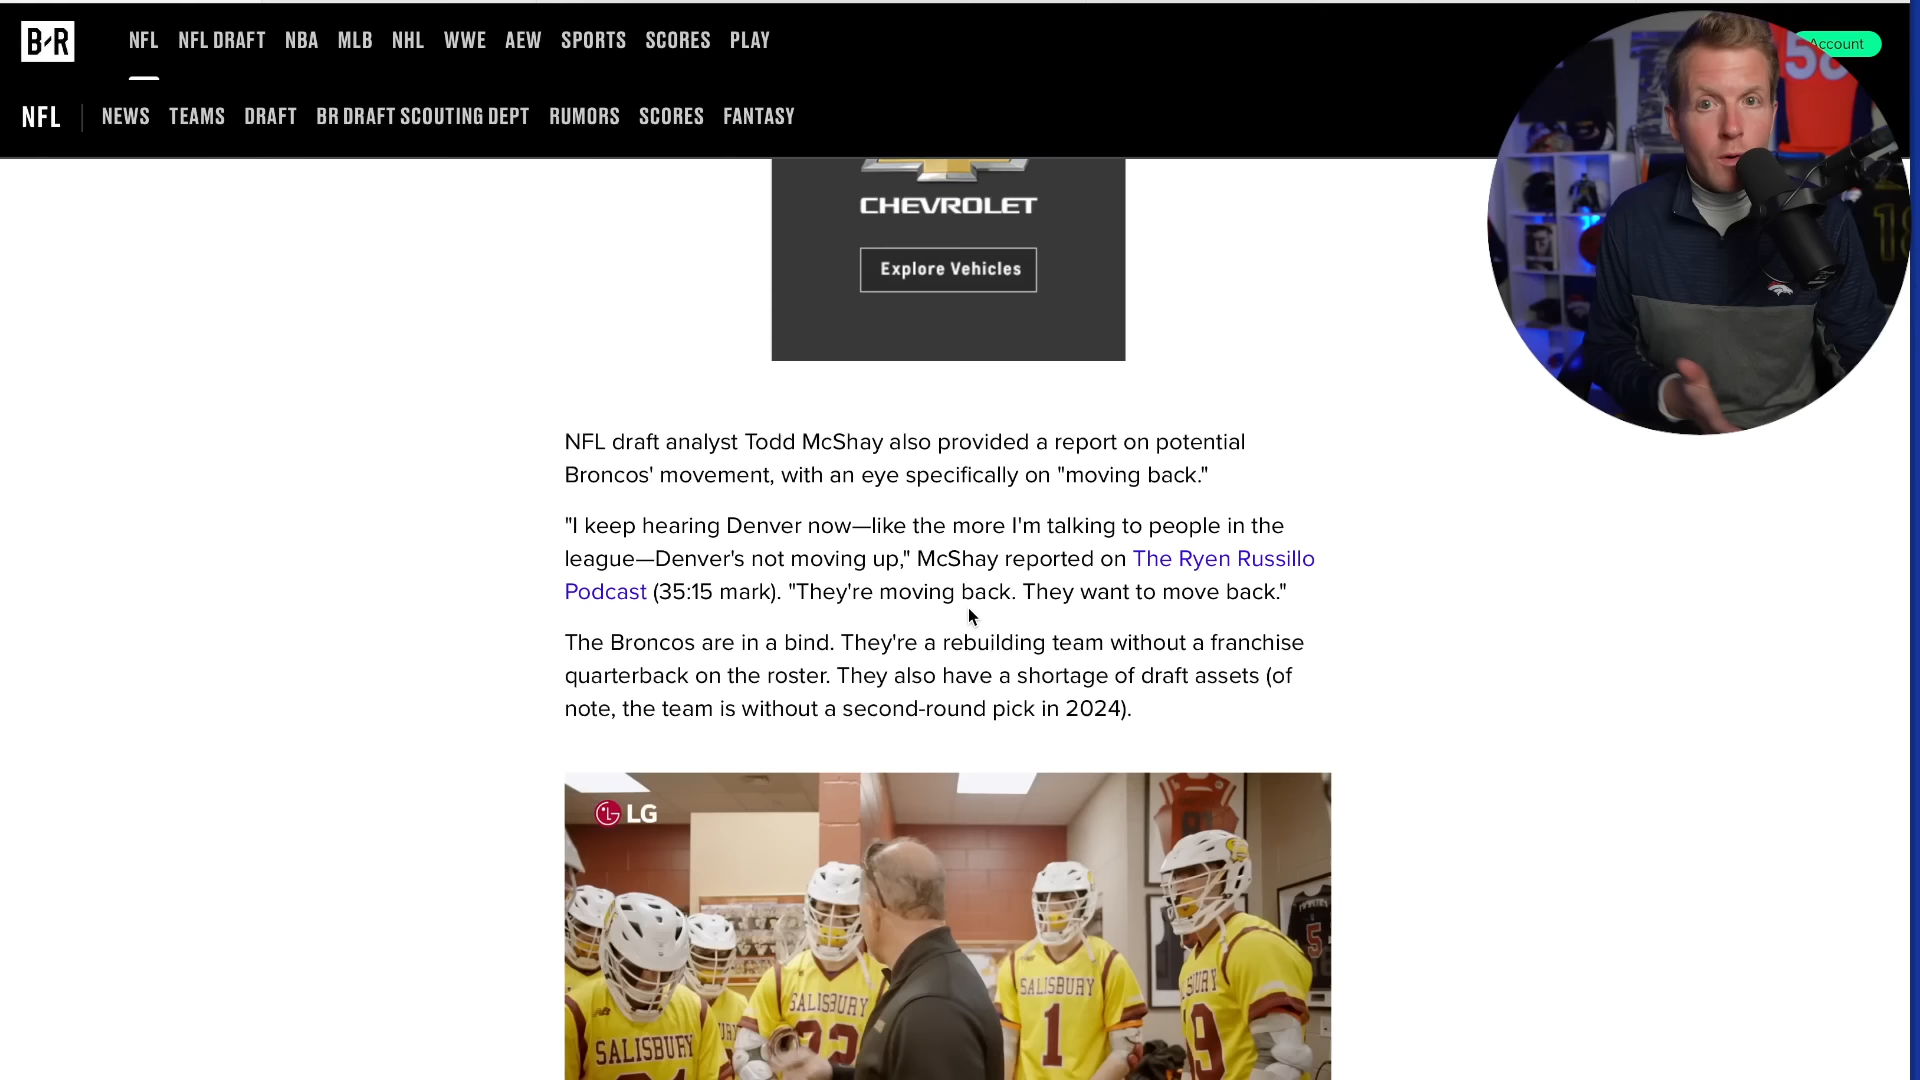 B/R
NFL NFL DRAFT NBA MLB NHL WWE AEW SPORTS SCORES PLAY
Account
NFL NEWS TEAMS DRAFT BR DRAFT SCOUTING DEPT RUMORS SCORES FANTASY
CHEVROLET
Explore Vehicles
NFL draft analyst Todd McShay also provided a report on potential
Broncos' movement, with an eye specifically on "moving back."
"I keep hearing Denver now—like the more I'm talking to people in the
league—Denver's not moving up," McShay reported on The Ryen Russillo
Podcast (35:15 mark). "They're moving back. They want to move back."
The Broncos are in a bind. They're a rebuilding team without a franchise
quarterback on the roster. They also have a shortage of draft assets (of
note, the team is without a second-round pick in 2024).
LG
SALISBURY
SALISBURY
22
SALISBURY
1
9
5
58
18